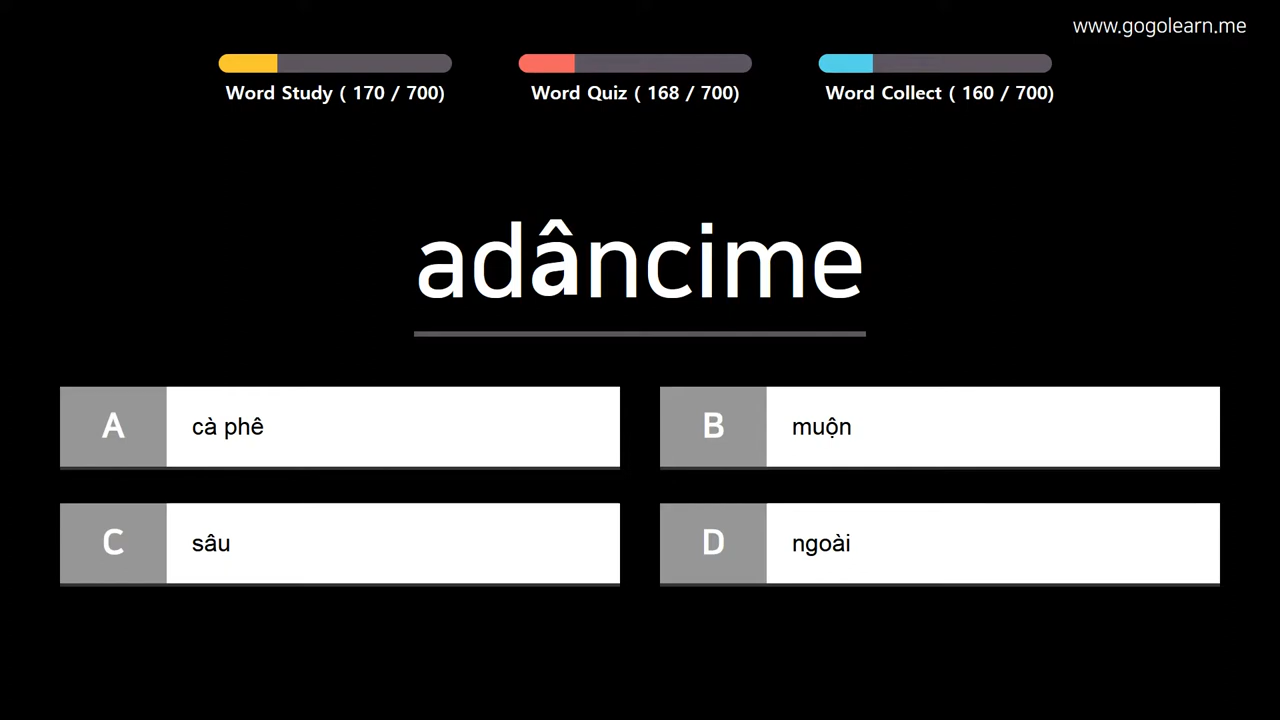 www.gogolearn.me
Word Study ( 170 / 700)
Word Quiz ( 168 / 700)
Word Collect ( 160 / 700)
adâncime
A
cà phê
B
muộn
C
sâu
D
ngoài